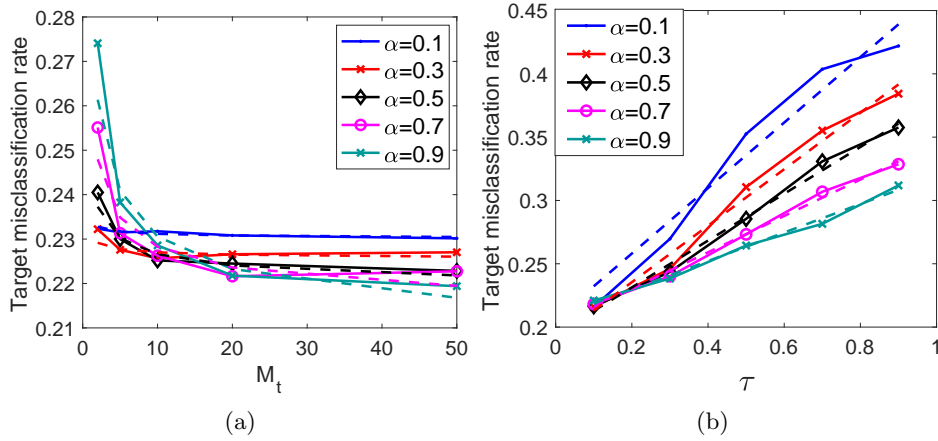 Target misclassification rate
0.28
0.27
0.26
0.25
0.24
0.23
0.22
0.21
0
10
20
30
40
50
M_t
α=0.1
α=0.3
α=0.5
α=0.7
α=0.9
(a)
Target misclassification rate
0.45
0.4
0.35
0.3
0.25
0.2
0
0.2
0.4
0.6
0.8
1
τ
α=0.1
α=0.3
α=0.5
α=0.7
α=0.9
(b)